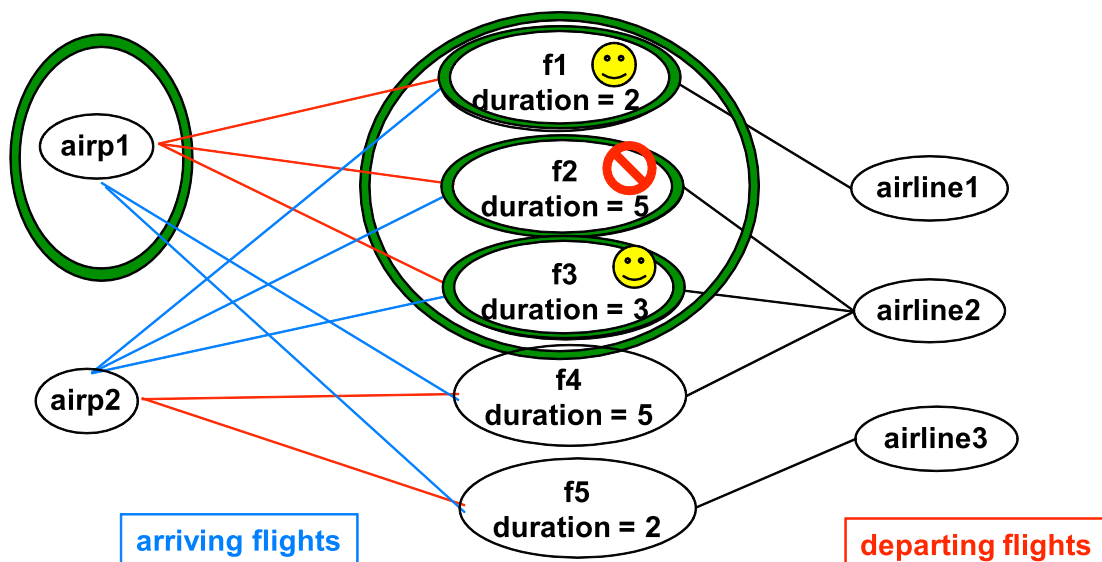 f1
duration = 2
airp1
f2
duration = 5
airline1
f3
duration = 3
airline2
airp2
f4
duration = 5
airline3
f5
duration = 2
arriving flights
departing flights